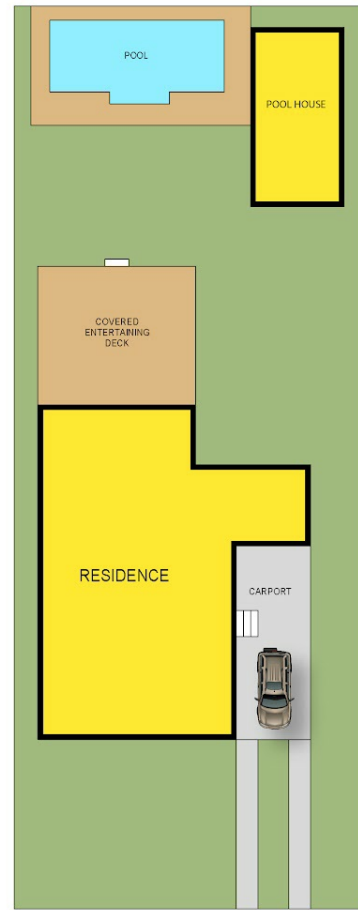 POOL
POOL HOUSE
COVERED
ENTERTAINING
DECK
RESIDENCE
CARPORT